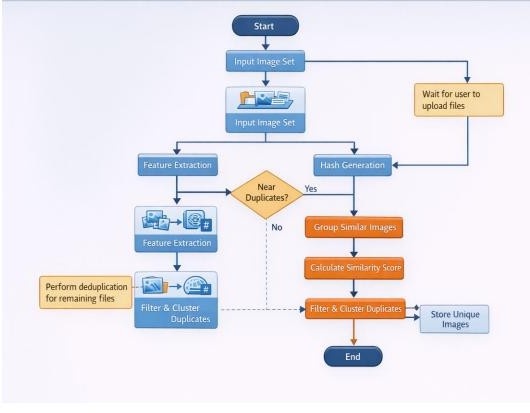 Start
Input Image Set
Input Image Set
Wait for user to
upload files
Feature Extraction
Hash Generation
Near
Duplicates?
Yes
No
#
Feature Extraction
Group Similar Images
Calculate Similarity Score
Perform deduplication
for remaining files
#
Filter & Cluster
Duplicates
Filter & Cluster Duplicates
Store Unique
Images
End